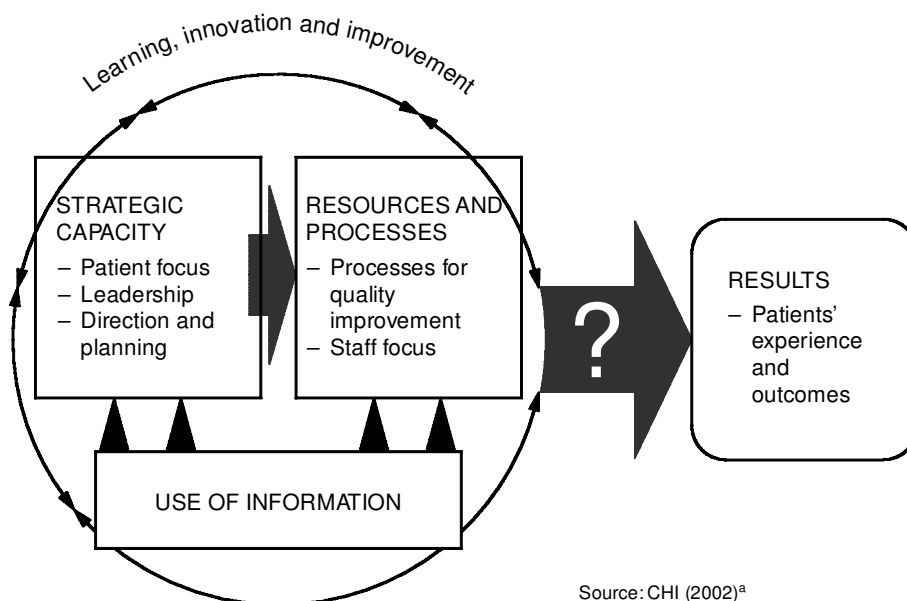 Learning, innovation and improvement
STRATEGIC
CAPACITY
– Patient focus
– Leadership
– Direction and
planning
RESOURCES AND
PROCESSES
– Processes for
quality
improvement
– Staff focus
?
RESULTS
– Patients’
experience
and
outcomes
USE OF INFORMATION
Source: CHI (2002)a